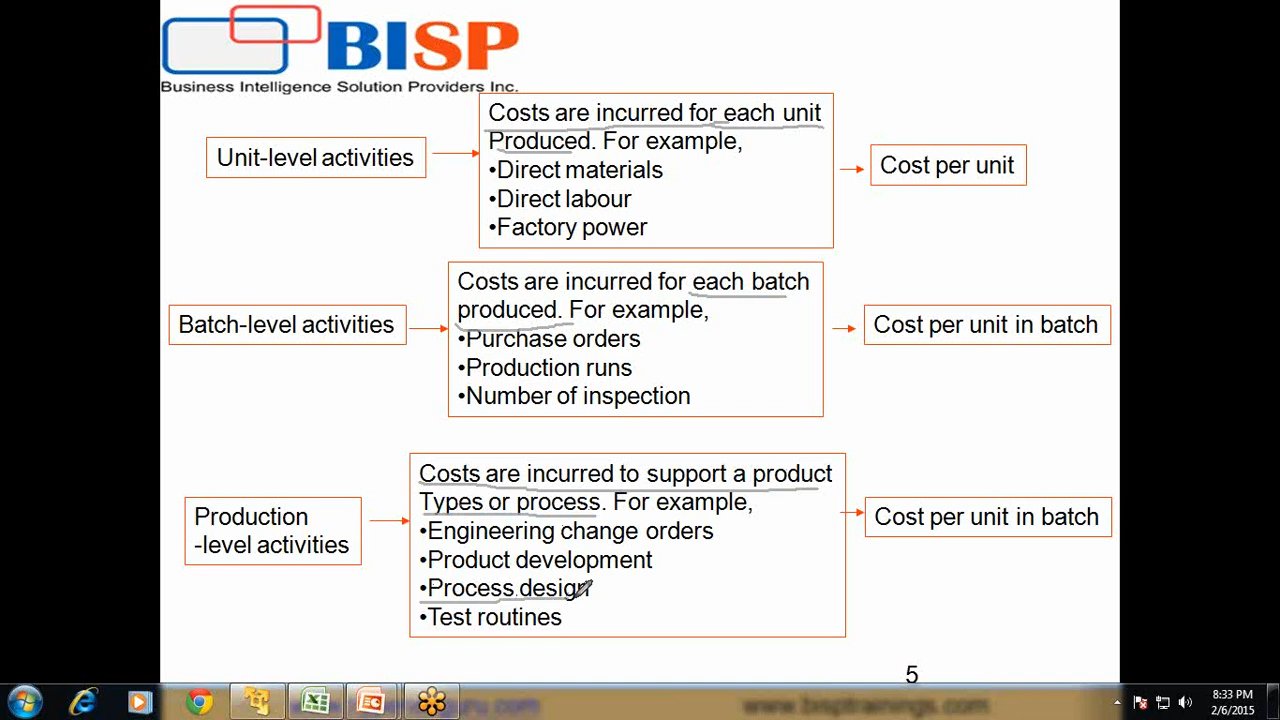 BISP
Business Intelligence Solution Providers Inc.
Unit-level activities
Costs are incurred for each unit
Produced. For example,
•Direct materials
•Direct labour
•Factory power
Cost per unit
Batch-level activities
Costs are incurred for each batch
produced. For example,
•Purchase orders
•Production runs
•Number of inspection
Cost per unit in batch
Production
-level activities
Costs are incurred to support a product
Types or process. For example,
•Engineering change orders
•Product development
•Process design
•Test routines
Cost per unit in batch
5
www.bisptrainings.com
8:33 PM
2/6/2015